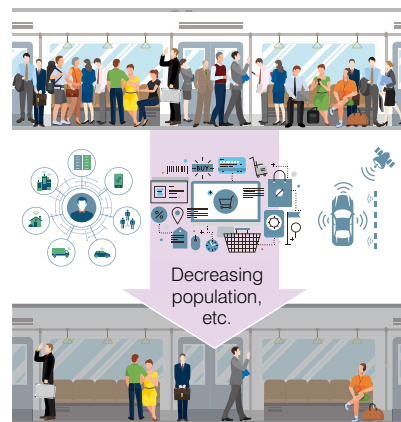 BUY
%
Decreasing
population,
etc.